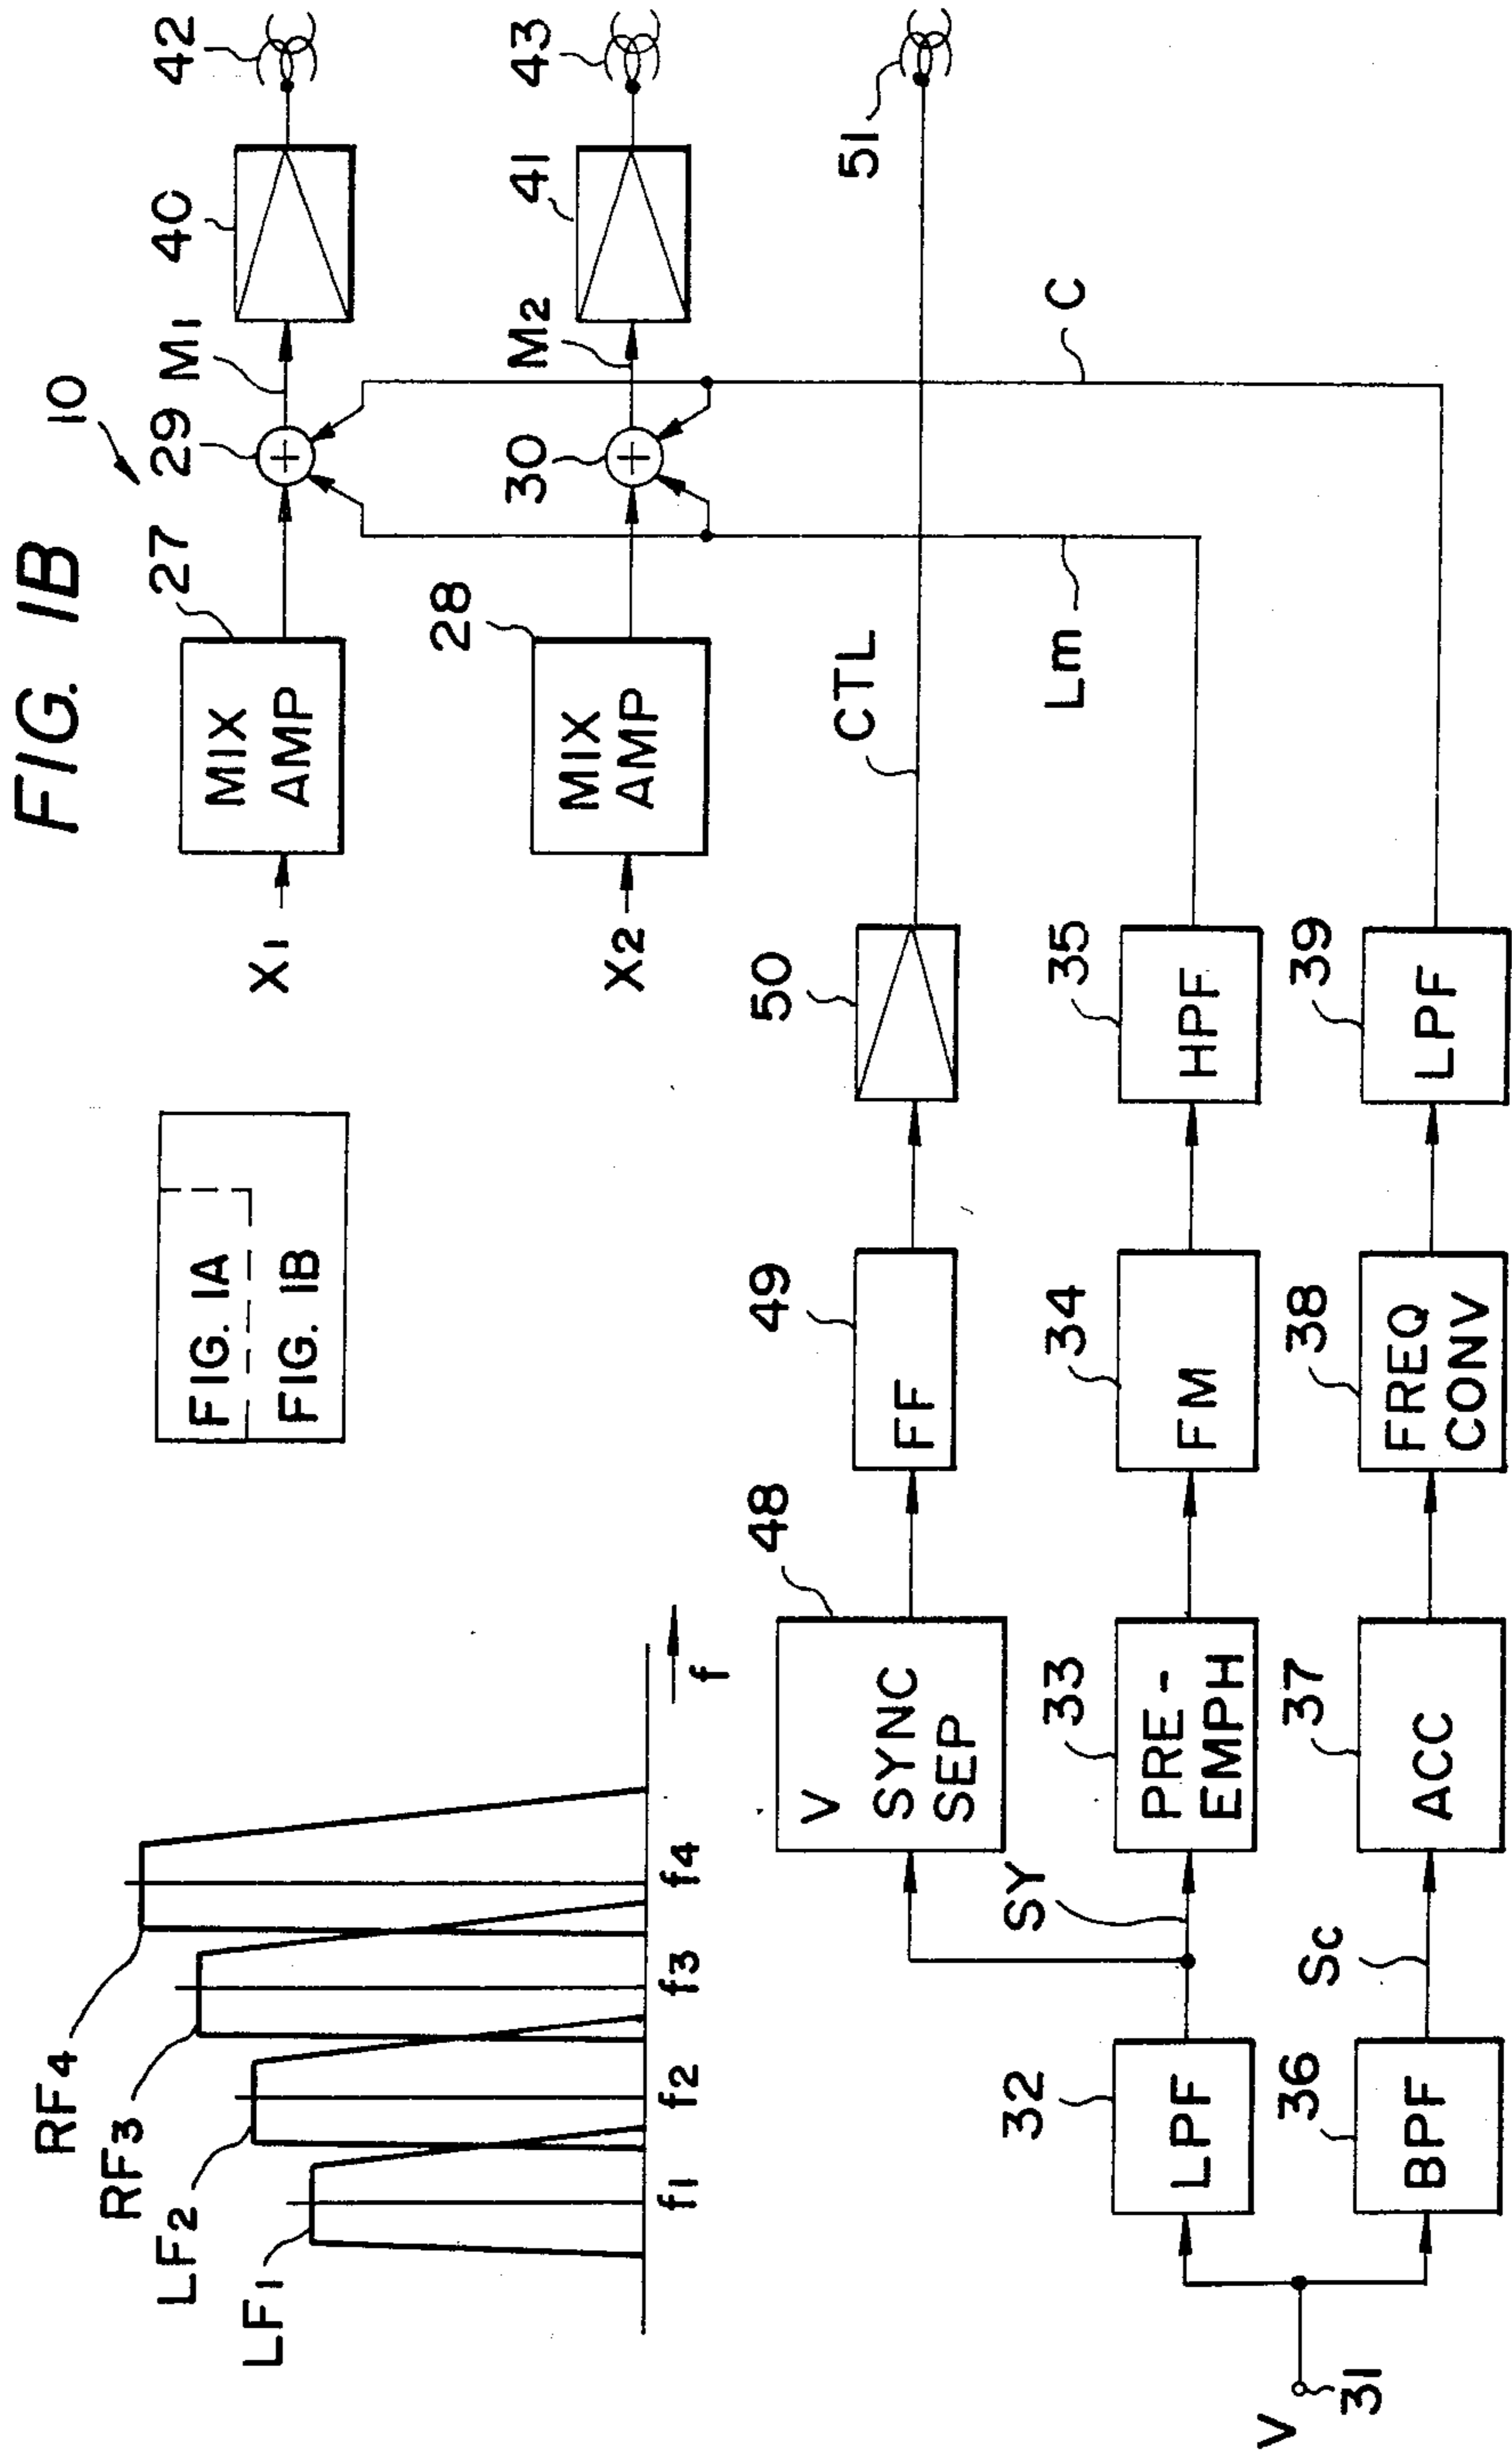 FIG. 1B
10
X1
MIX
AMP
27
29
M1
40
42
X2
MIX
AMP
28
30
M2
41
43
FIG. 1A
FIG. 1B
RF4
RF3
LF2
LF1
f1
f2
f3
f4
f
V
SYNC
SEP
48
FF
49
50
CTL
51
V
31
LPF
32
SY
PRE-
EMPH
33
FM
34
HPF
35
Lm
BPF
36
Sc
ACC
37
FREQ
CONV
38
LPF
39
C